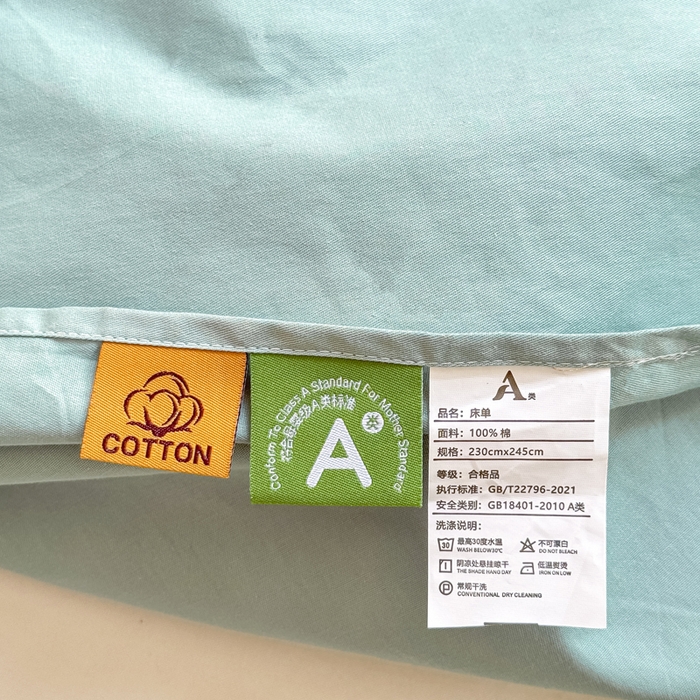 COTTON
Conform To Class A Standard For Mother Standard
符合母婴级A类标准
类
A
A类
品名：床单
面料：100% 棉
规格：230cmx245cm
等级：合格品
执行标准：GB/T22796-2021
安全类别：GB18401-2010 A类
洗涤说明：
30 最高30度水温 不可漂白
WASH BELOW30℃ DO NOT BLEACH
阴凉处悬挂晾干 低温熨烫
THE SHADE HANG DAY IRON ON LOW
P 常规干洗
CONVENTIONAL DRY CLEANING